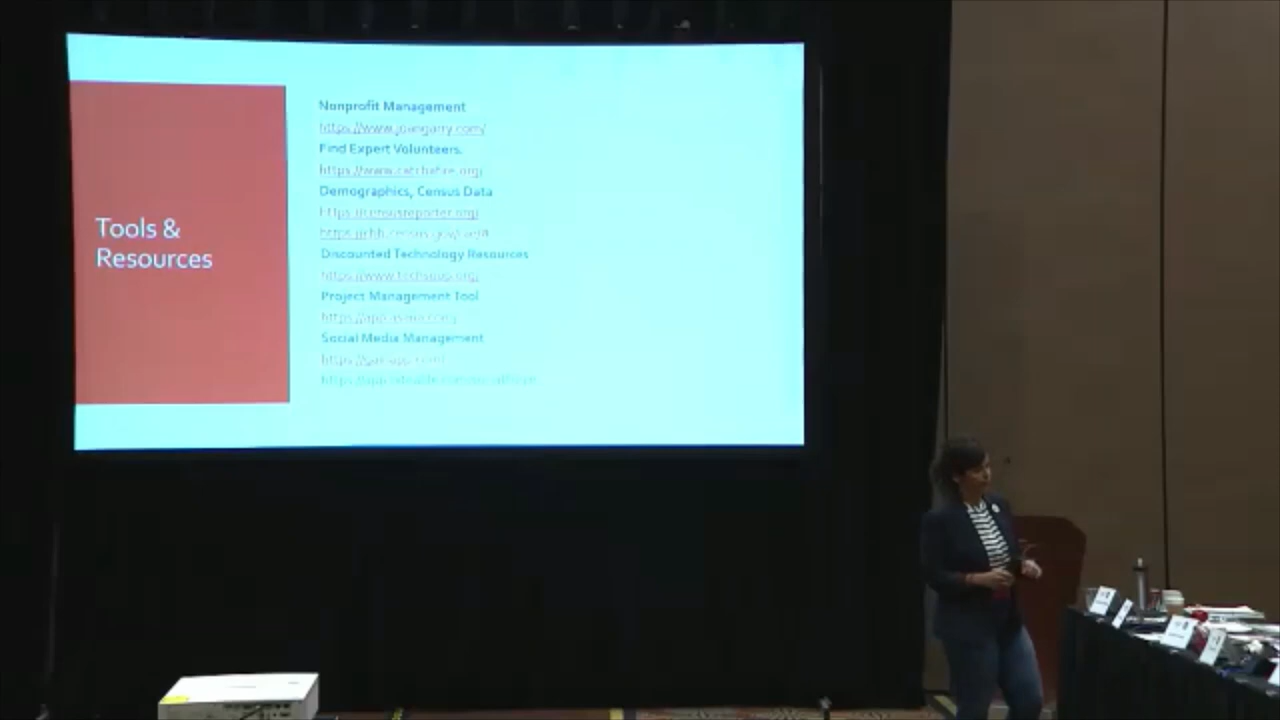 Tools &
Resources
Nonprofit Management
https://www.joangarry.com/
Find Expert Volunteers.
https://www.catchafire.org/
Demographics, Census Data
https://censusreporter.org/
Discounted Technology Resources
https://www.techsoup.org/
Project Management Tool
https://app.asana.com/
Social Media Management